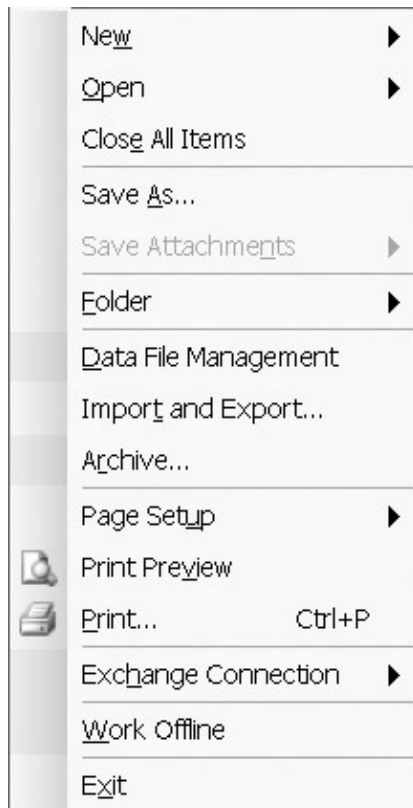 New
Open
Close All Items
Save As...
Save Attachments
Folder
Data File Management
Import and Export...
Archive...
Page Setup
Print Preview
Print... Ctrl+P
Exchange Connection
Work Offline
Exit